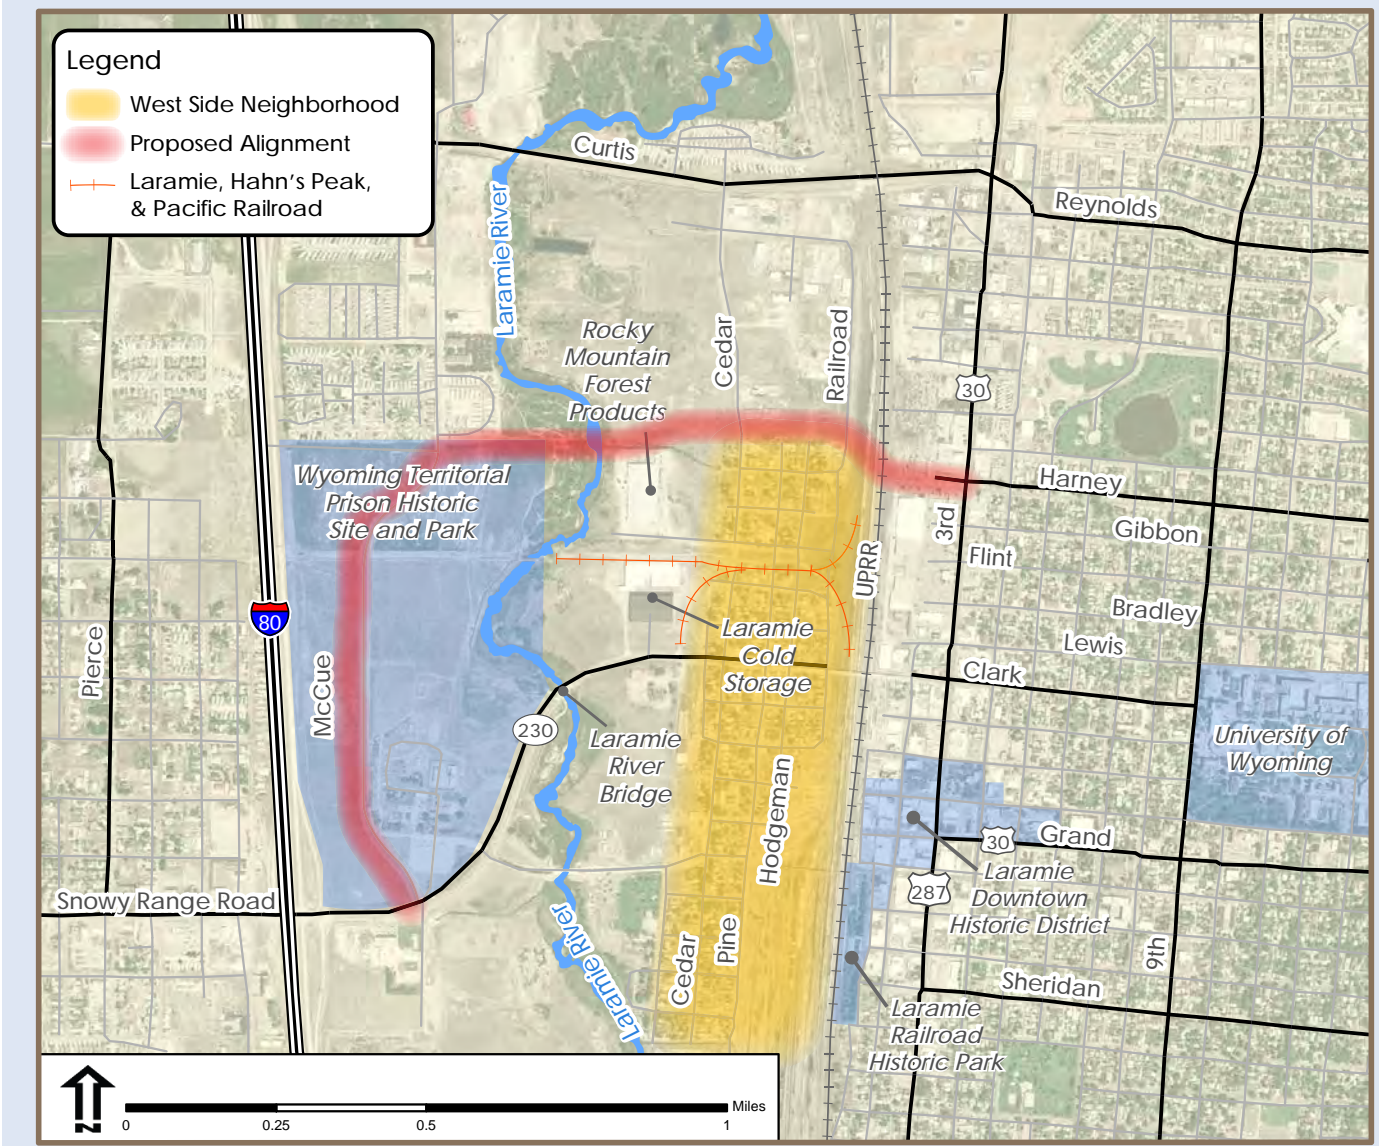 Legend
West Side Neighborhood
Proposed Alignment
Laramie, Hahn's Peak,
& Pacific Railroad
Curtis
Reynolds
Laramie River
Rocky
Mountain
Forest
Products
Cedar
Railroad
30
Wyoming Territorial
Prison Historic
Site and Park
Harney
Gibbon
3rd
Flint
UPRR
80
Bradley
Lewis
Pierce
McCue
Laramie
Cold
Storage
Clark
230
Laramie
River
Bridge
University of
Wyoming
Hodgeman
30
Grand
287
Laramie
Downtown
Historic District
Snowy Range Road
Laramie River
Cedar
Pine
9th
Sheridan
Laramie
Railroad
Historic Park
N
0
0.25
0.5
1
Miles